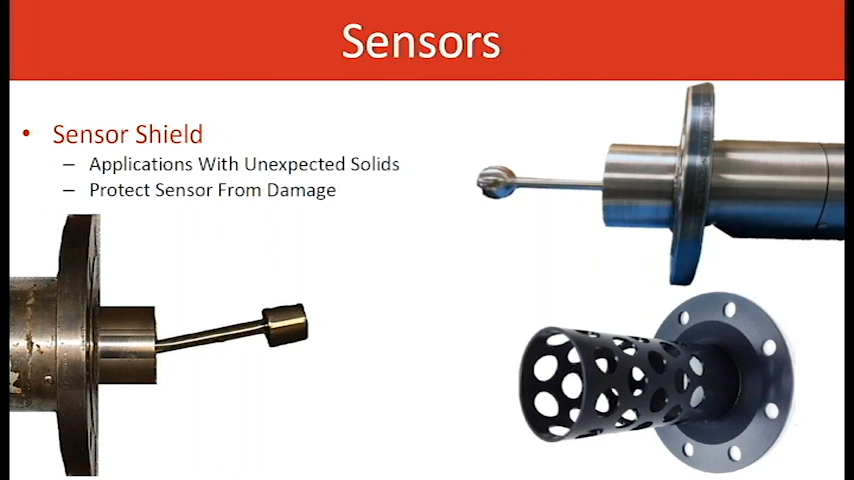 Sensors
• Sensor Shield
– Applications With Unexpected Solids
– Protect Sensor From Damage